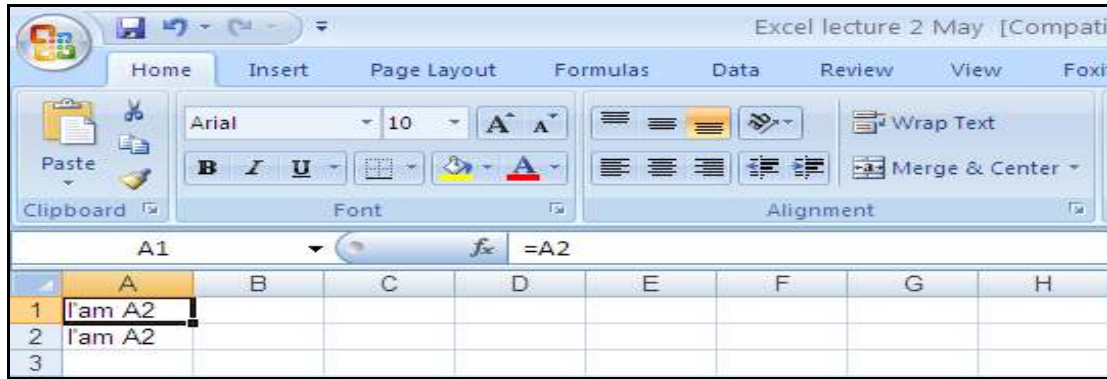 Excel lecture 2 May [Compati
Home Insert Page Layout Formulas Data Review View Foxi
Arial 10 A A Wrap Text
Paste B I U A Merge & Center
Clipboard Font Alignment
A1 fx =A2
A B C D E F G H
1 I'am A2
2 I'am A2
3